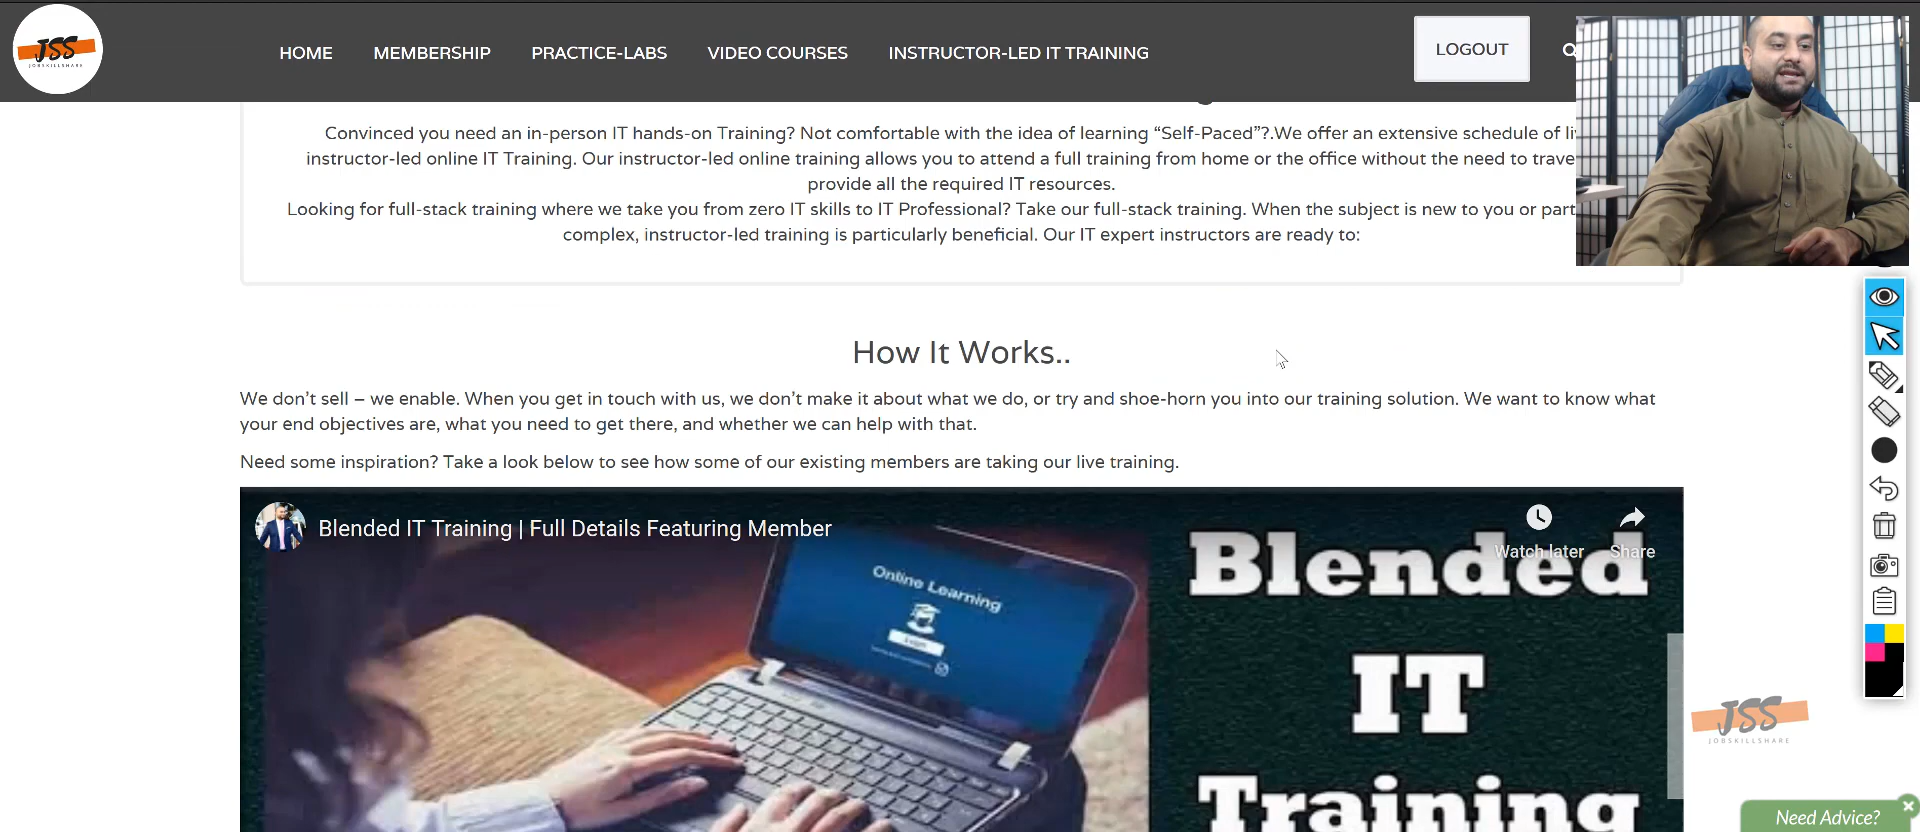 JSS
JOBSKILLSHARE
HOME MEMBERSHIP PRACTICE-LABS VIDEO COURSES INSTRUCTOR-LED IT TRAINING LOGOUT
Convinced you need an in-person IT hands-on Training? Not comfortable with the idea of learning “Self-Paced”?.We offer an extensive schedule of
instructor-led online IT Training. Our instructor-led online training allows you to attend a full training from home or the office without the need to
provide all the required IT resources.
Looking for full-stack training where we take you from zero IT skills to IT Professional? Take our full-stack training. When the subject is new to you or
complex, instructor-led training is particularly beneficial. Our IT expert instructors are ready to:
How It Works..
We don’t sell – we enable. When you get in touch with us, we don’t make it about what we do, or try and shoe-horn you into our training solution. We want to know what
your end objectives are, what you need to get there, and whether we can help with that.
Need some inspiration? Take a look below to see how some of our existing members are taking our live training.
Blended IT Training | Full Details Featuring Member
Watch later Share
Online Learning
Blended
IT
Training
JSS
JOBSKILLSHARE
Need Advice?